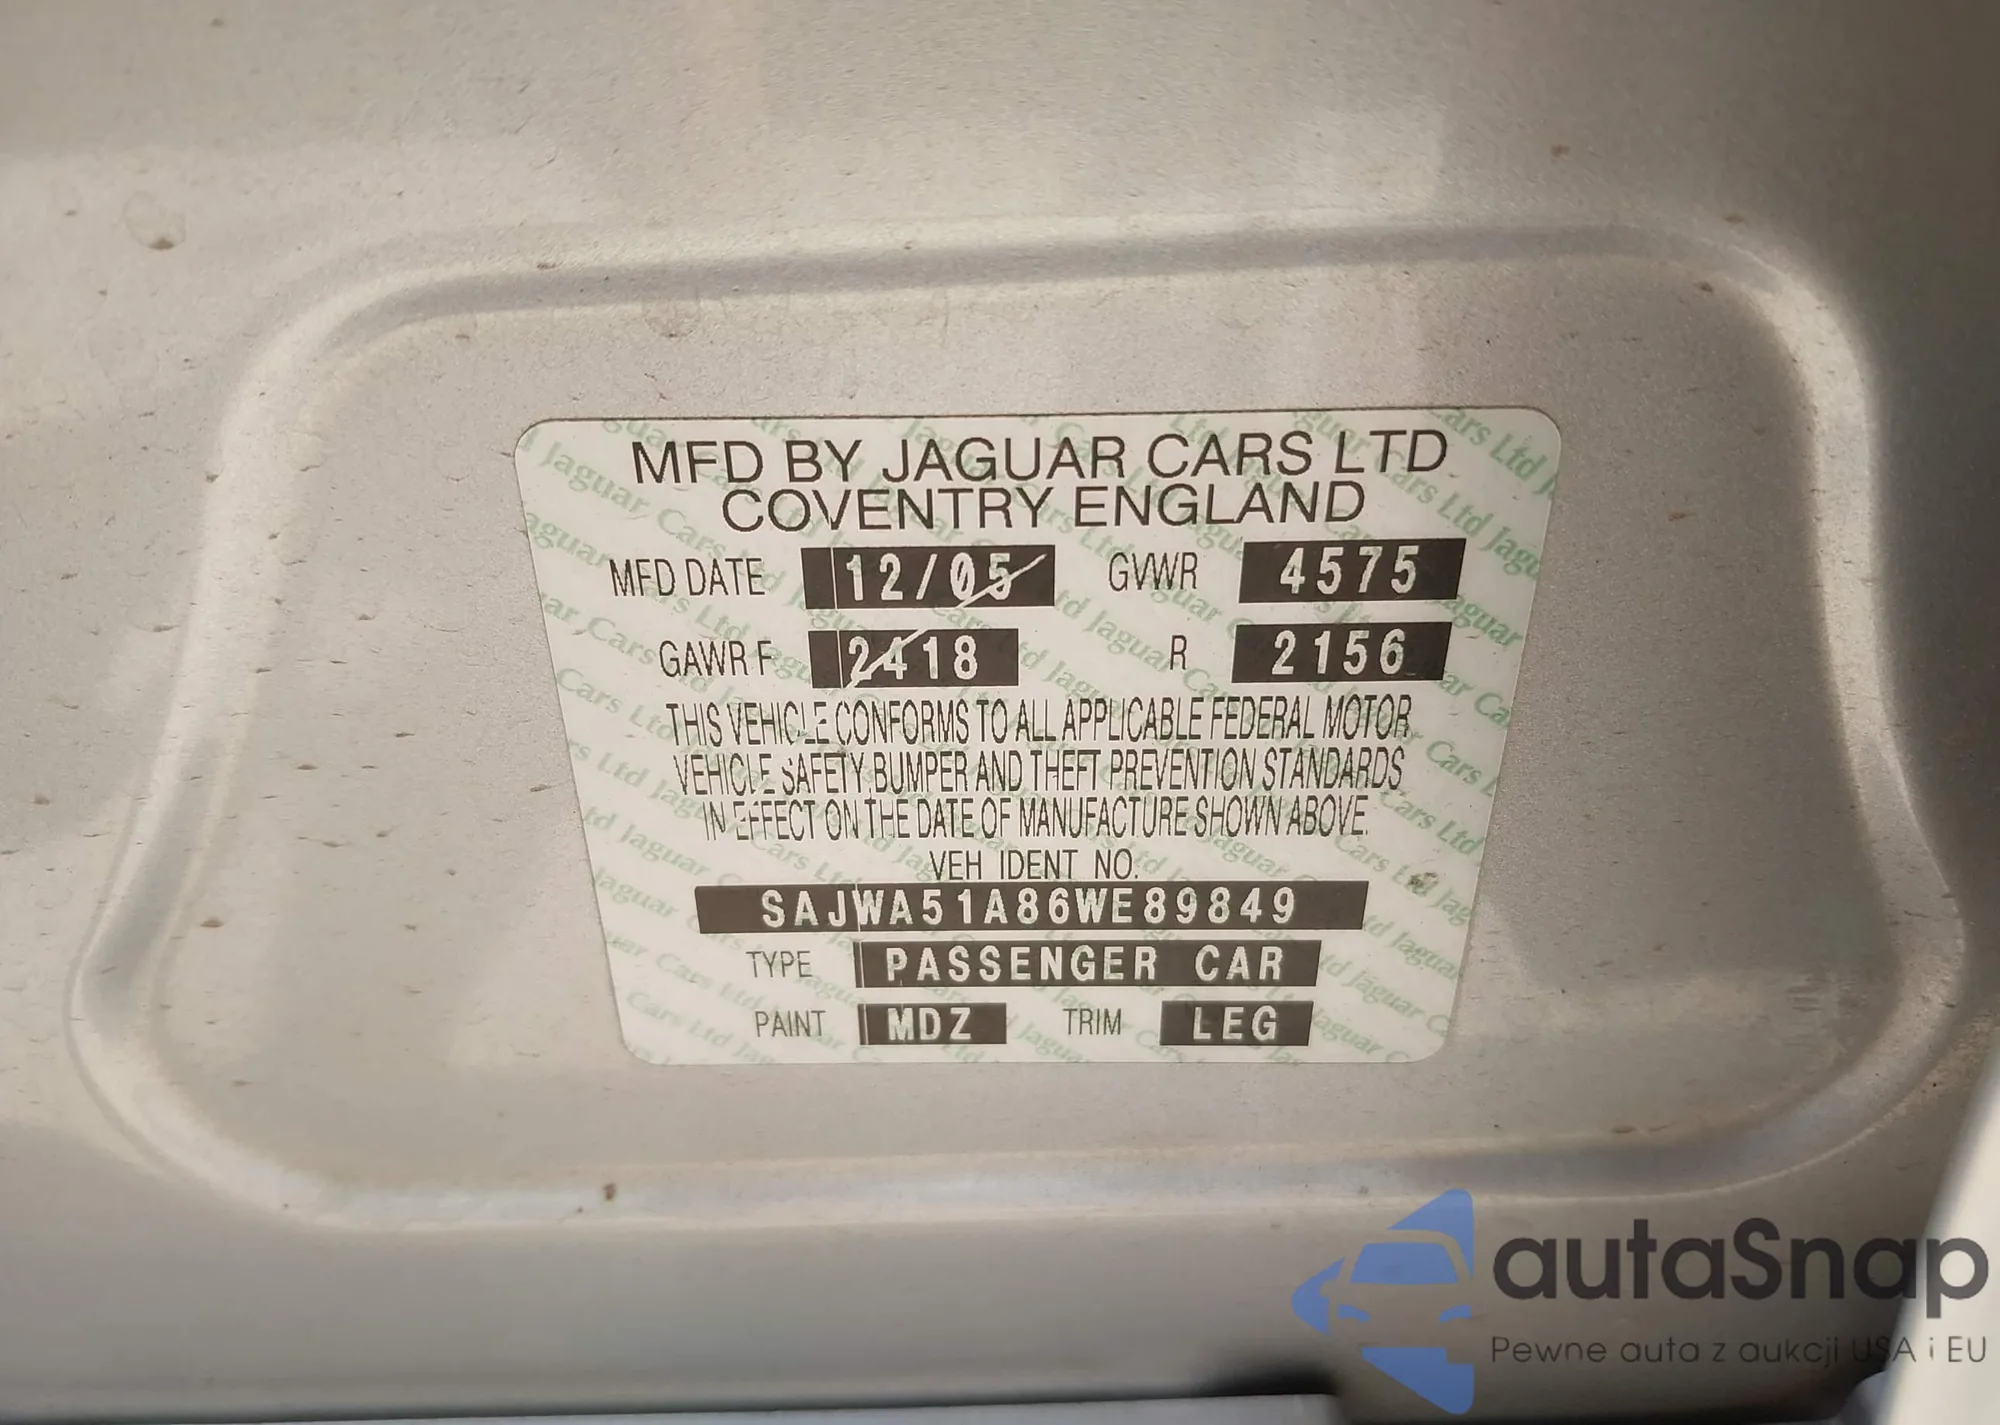 MFD BY JAGUAR CARS LTD
COVENTRY ENGLAND
MFD DATE 12/05 GVWR 4575
GAWR F 2418 R 2156
THIS VEHICLE CONFORMS TO ALL APPLICABLE FEDERAL MOTOR
VEHICLE SAFETY, BUMPER AND THEFT PREVENTION STANDARDS
IN EFFECT ON THE DATE OF MANUFACTURE SHOWN ABOVE.
VEH IDENT NO.
SAJWA51A86WE89849
TYPE PASSENGER CAR
PAINT MDZ TRIM LEG
autaSnap
Pewne auta z aukcji USA i EU